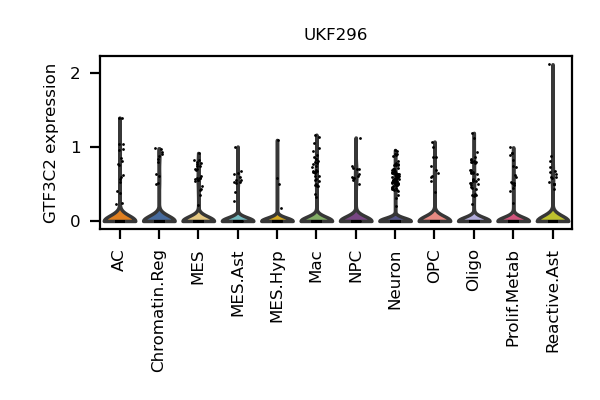 UKF296
GTF3C2 expression
2
1
0
AC
Chromatin.Reg
MES
MES.Ast
MES.Hyp
Mac
NPC
Neuron
OPC
Oligo
Prolif.Metab
Reactive.Ast